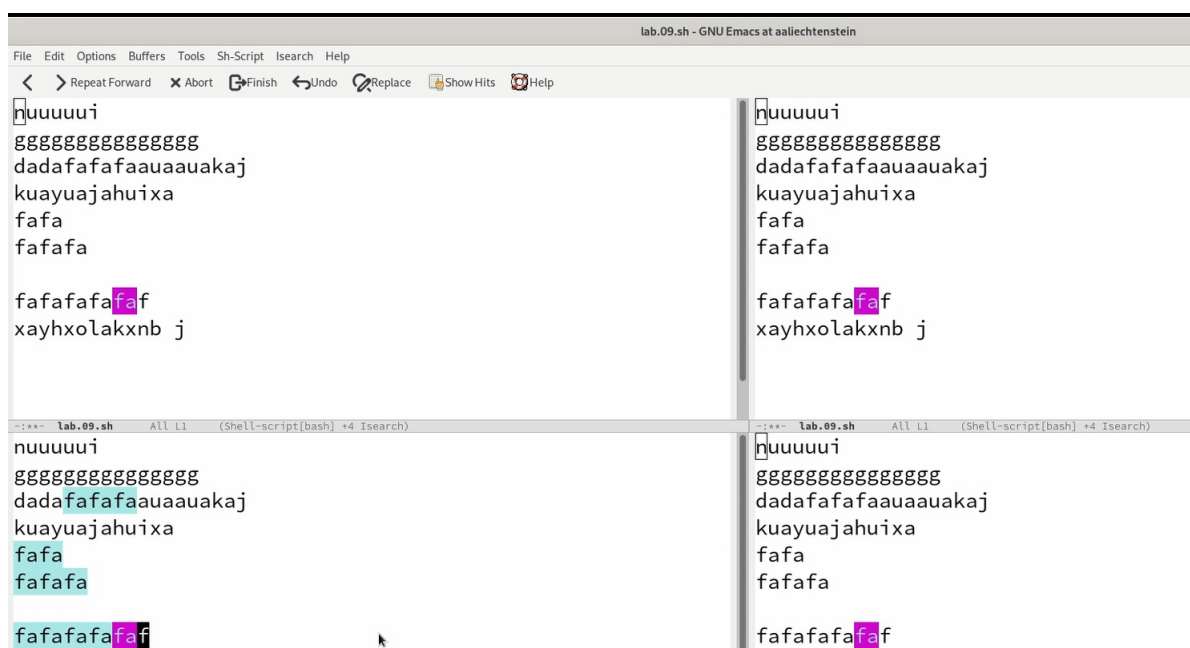 lab.09.sh - GNU Emacs at aaliechtenstein
File Edit Options Buffers Tools Sh-Script Isearch Help
Repeat Forward Abort Finish Undo Replace Show Hits Help
nuuuuui
ggggggggggggggg
dadafafafaauaauakaj
kuayuajahuixa
fafa
fafafa
fafafafafaf
xayhxolakxnb j
-:**- lab.09.sh All L1 (Shell-script[bash] +4 Isearch)
nuuuuui
ggggggggggggggg
dadafafafaauaauakaj
kuayuajahuixa
fafa
fafafa
fafafafafaf
xayhxolakxnb j
-:**- lab.09.sh All L1 (Shell-script[bash] +4 Isearch)
nuuuuui
ggggggggggggggg
dadafafafaauaauakaj
kuayuajahuixa
fafa
fafafa
fafafafafaf
nuuuuui
ggggggggggggggg
dadafafafaauaauakaj
kuayuajahuixa
fafa
fafafa
fafafafafaf